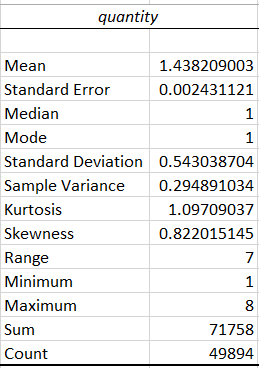 quantity
Mean 1.438209003
Standard Error 0.002431121
Median 1
Mode 1
Standard Deviation 0.543038704
Sample Variance 0.294891034
Kurtosis 1.09709037
Skewness 0.822015145
Range 7
Minimum 1
Maximum 8
Sum 71758
Count 49894